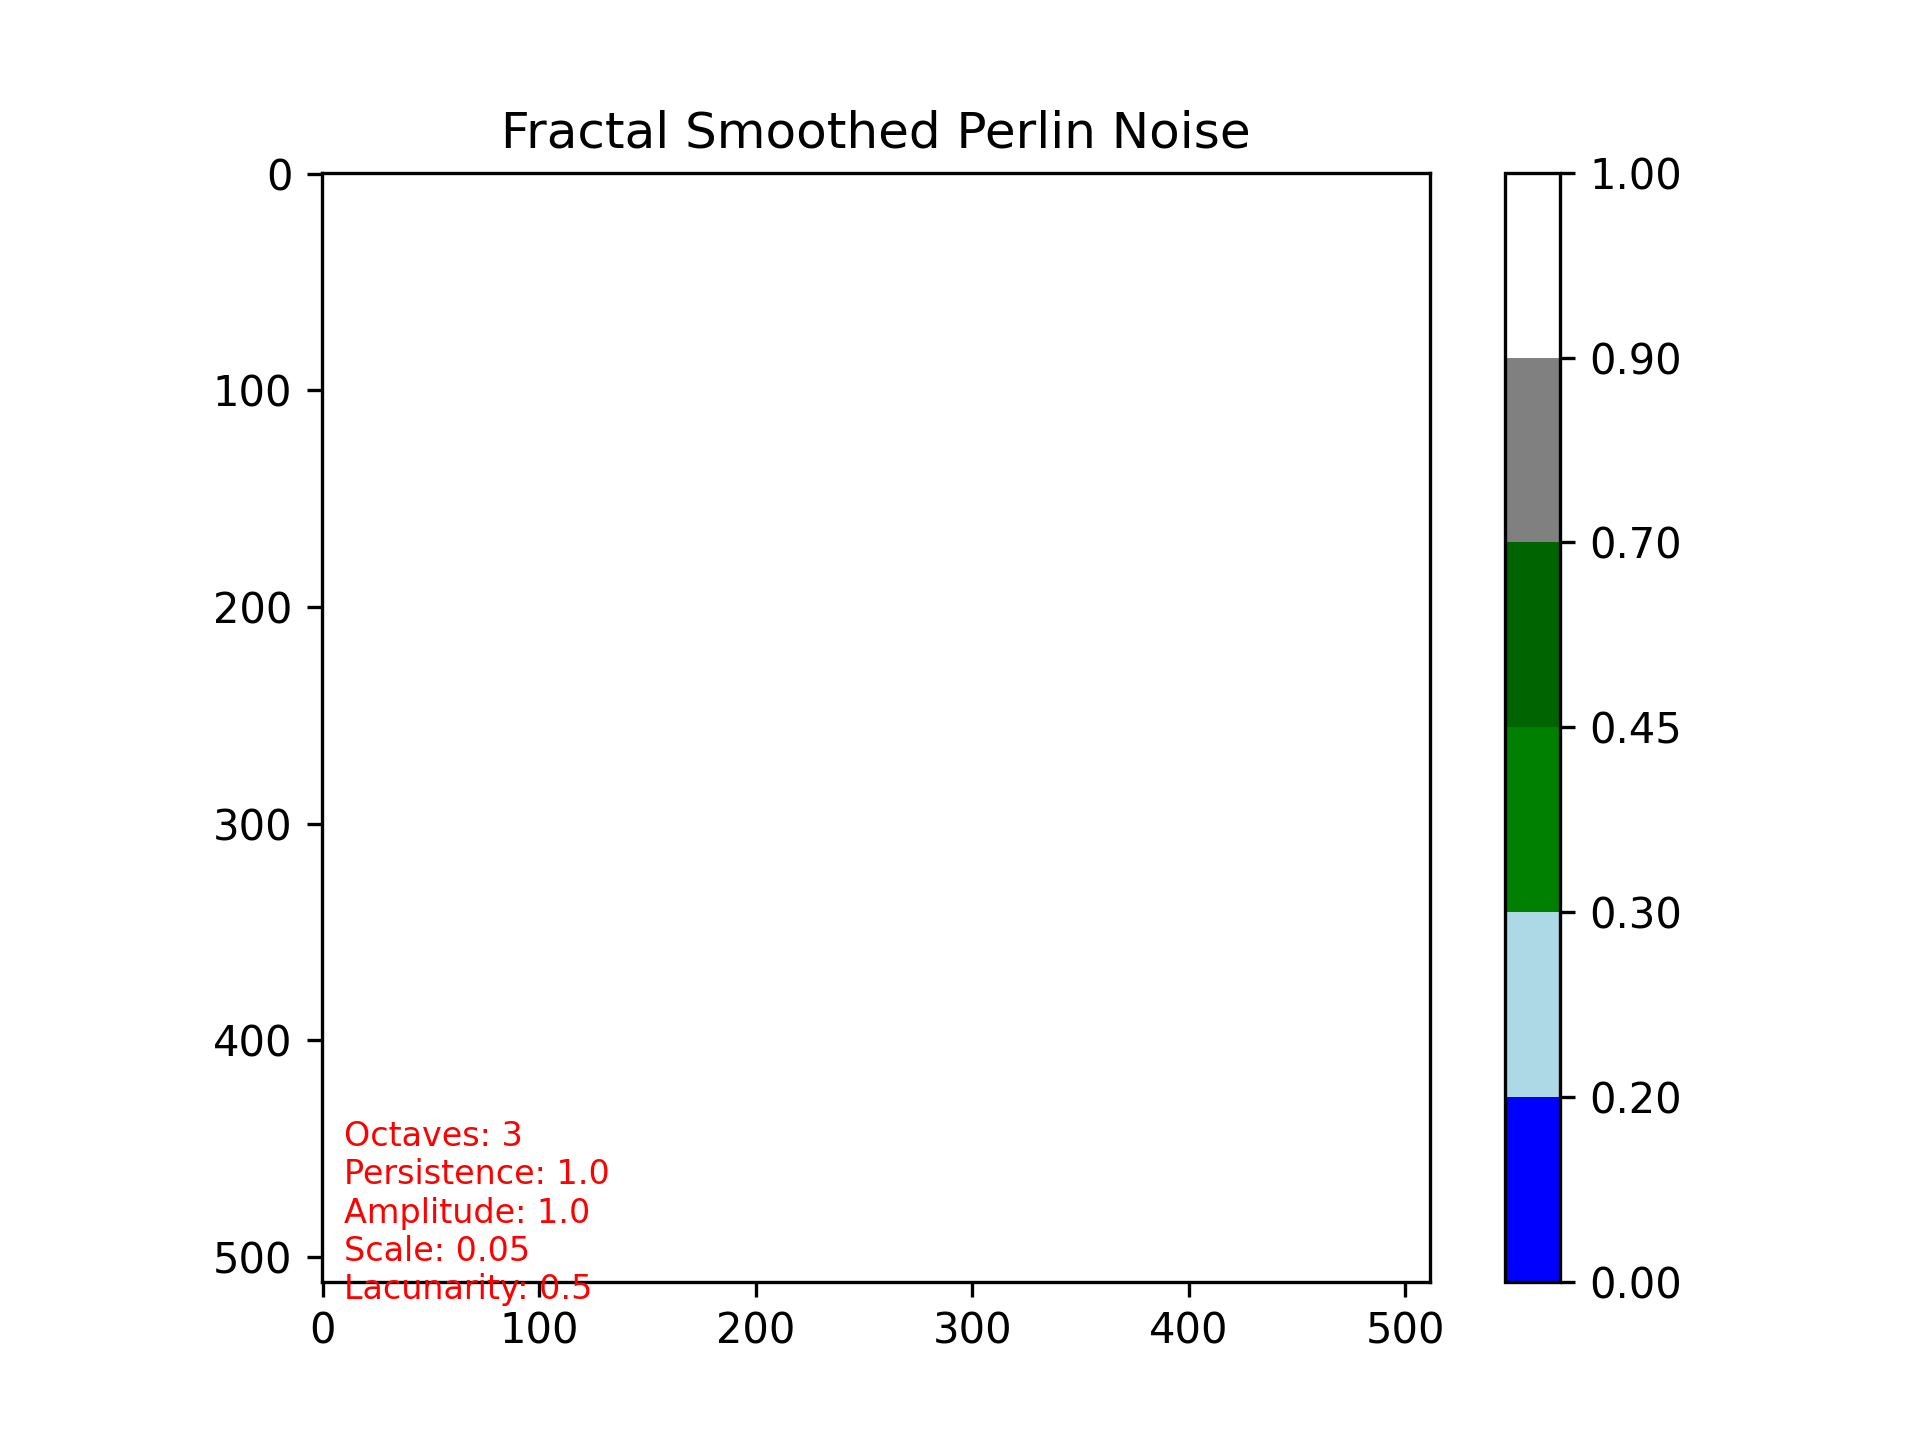 Fractal Smoothed Perlin Noise
0
100
200
300
400
500
0 100 200 300 400 500
Octaves: 3
Persistence: 1.0
Amplitude: 1.0
Scale: 0.05
Lacunarity: 0.5
1.00
0.90
0.70
0.45
0.30
0.20
0.00